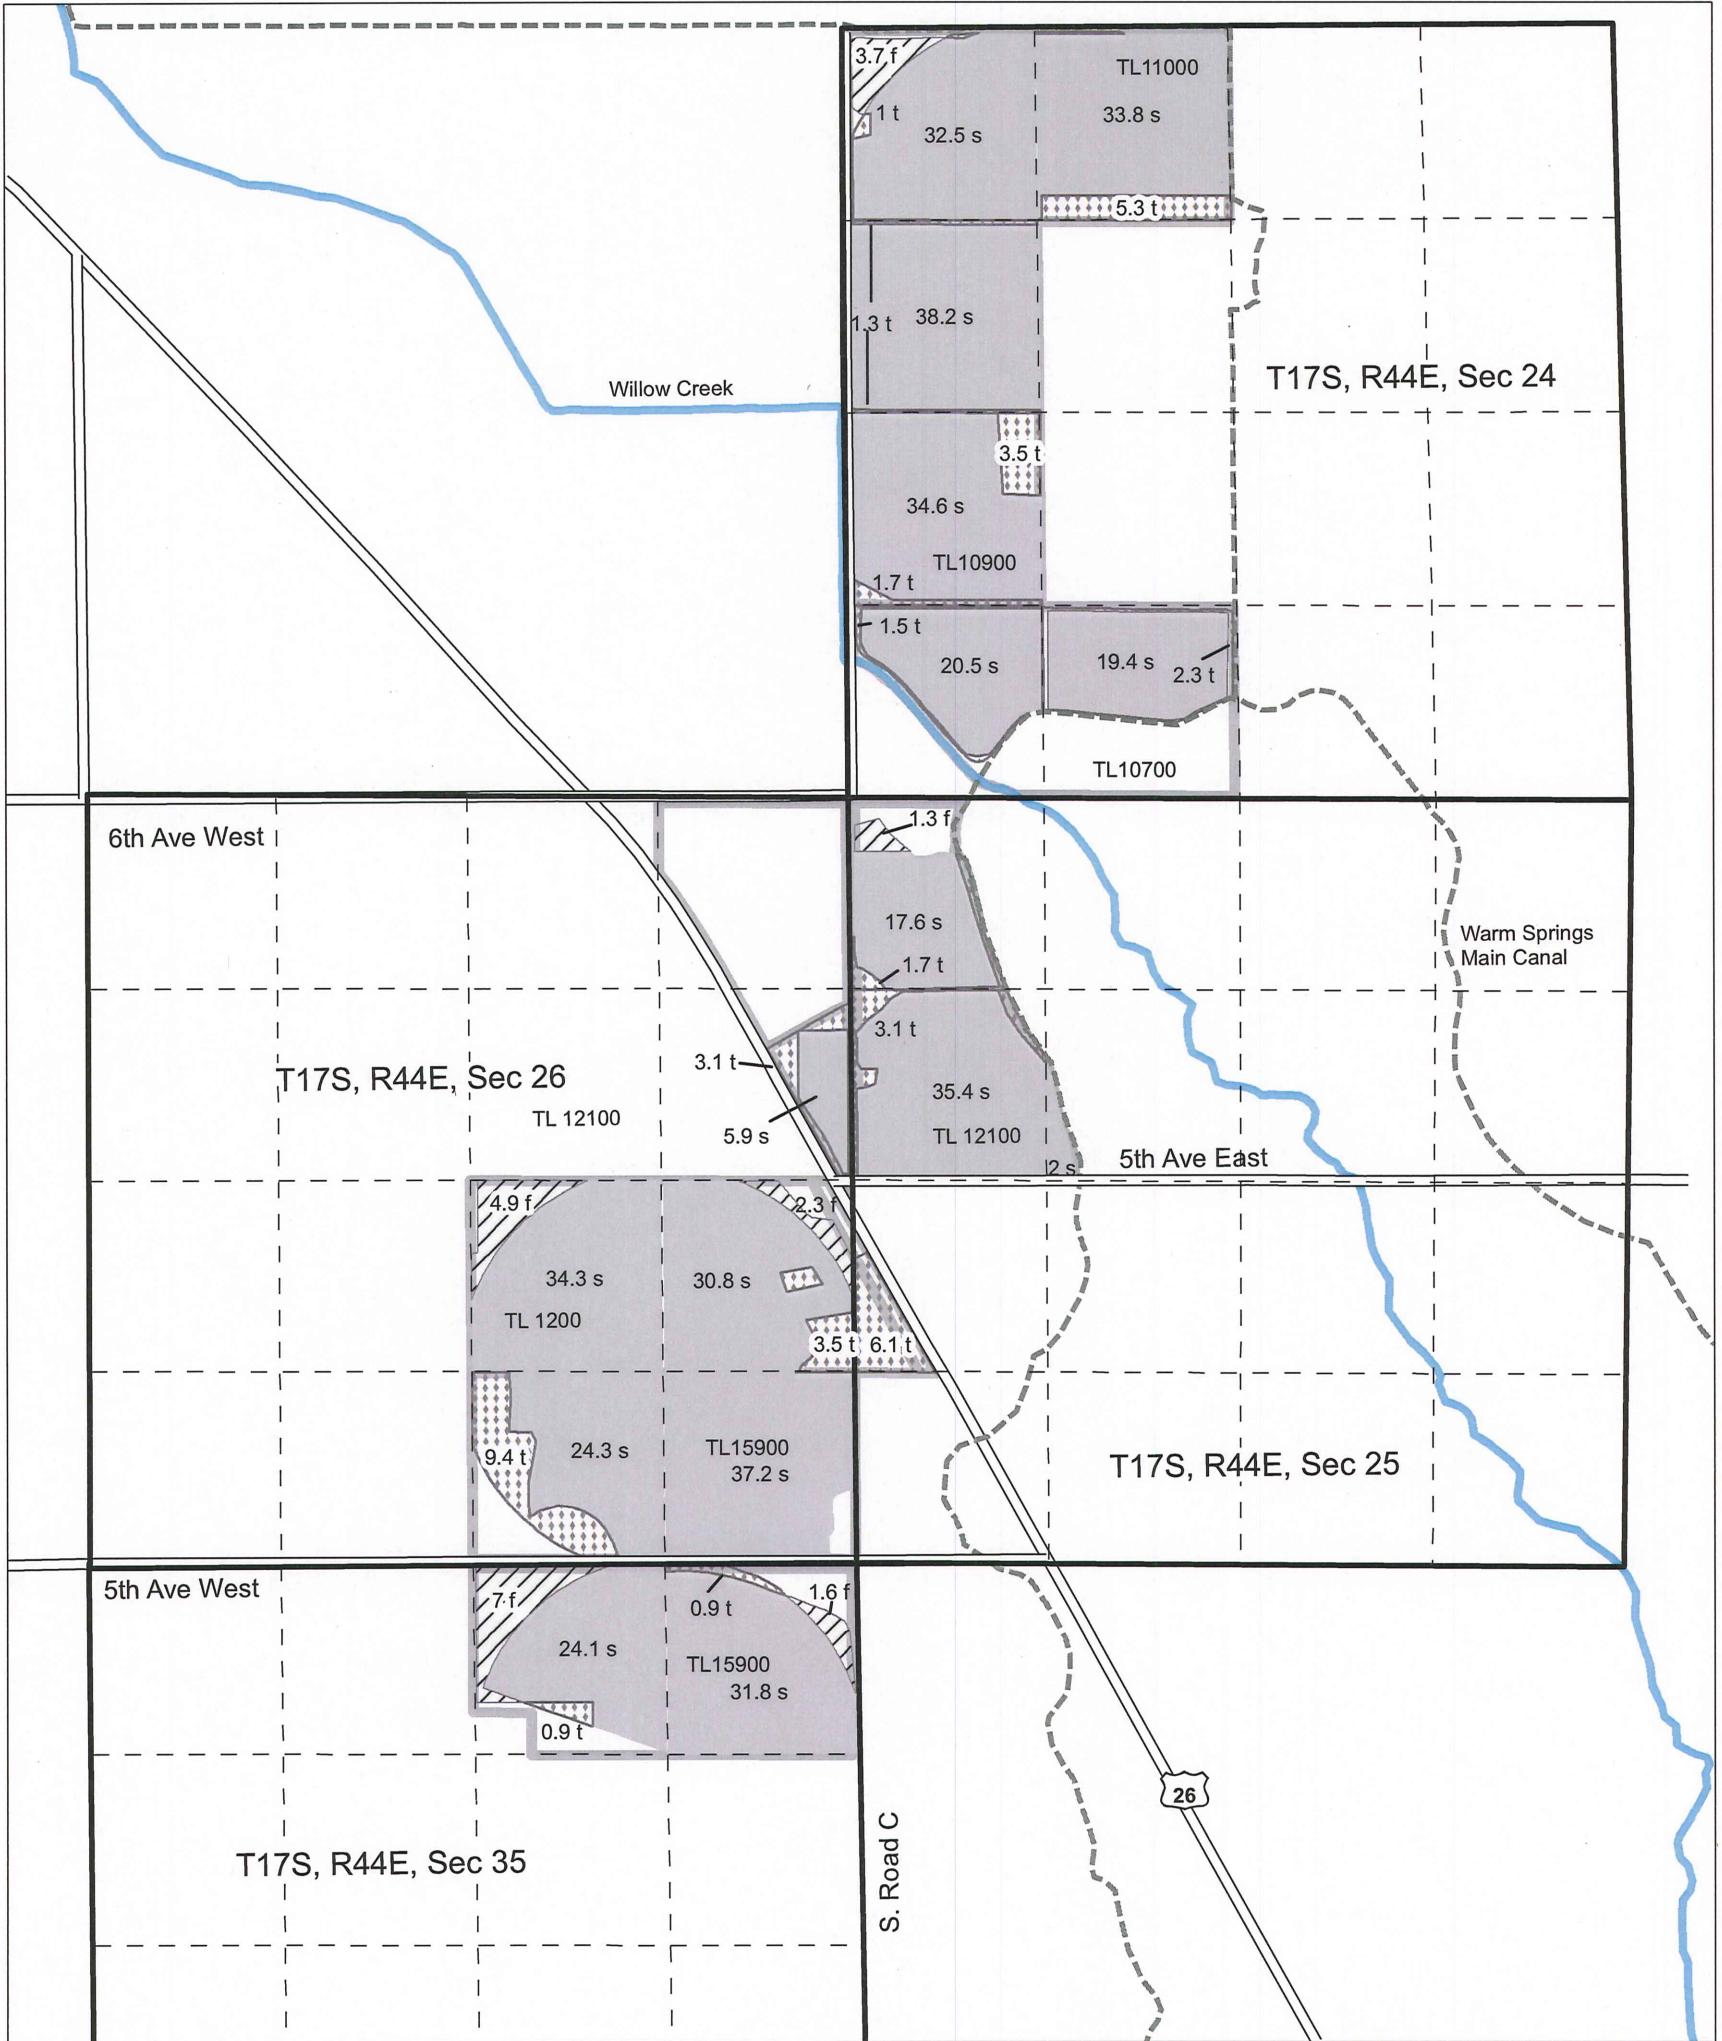 3.7 f
TL11000
1 t
33.8 s
32.5 s
5.3 t
1.3 t
38.2 s
T17S, R44E, Sec 24
Willow Creek
3.5 t
34.6 s
TL10900
1.7 t
1.5 t
20.5 s
19.4 s
2.3 t
TL10700
6th Ave West
1.3 f
17.6 s
Warm Springs
Main Canal
1.7 t
3.1 t
3.1 t
T17S, R44E, Sec 26
35.4 s
TL 12100
5.9 s
TL 12100
2 s
5th Ave East
4.9 f
2.3 f
34.3 s
30.8 s
TL 1200
3.5 t
6.1 t
9.4 t
24.3 s
TL15900
37.2 s
T17S, R44E, Sec 25
5th Ave West
7 f
0.9 t
1.6 f
24.1 s
TL15900
31.8 s
0.9 t
26
T17S, R44E, Sec 35
S. Road C